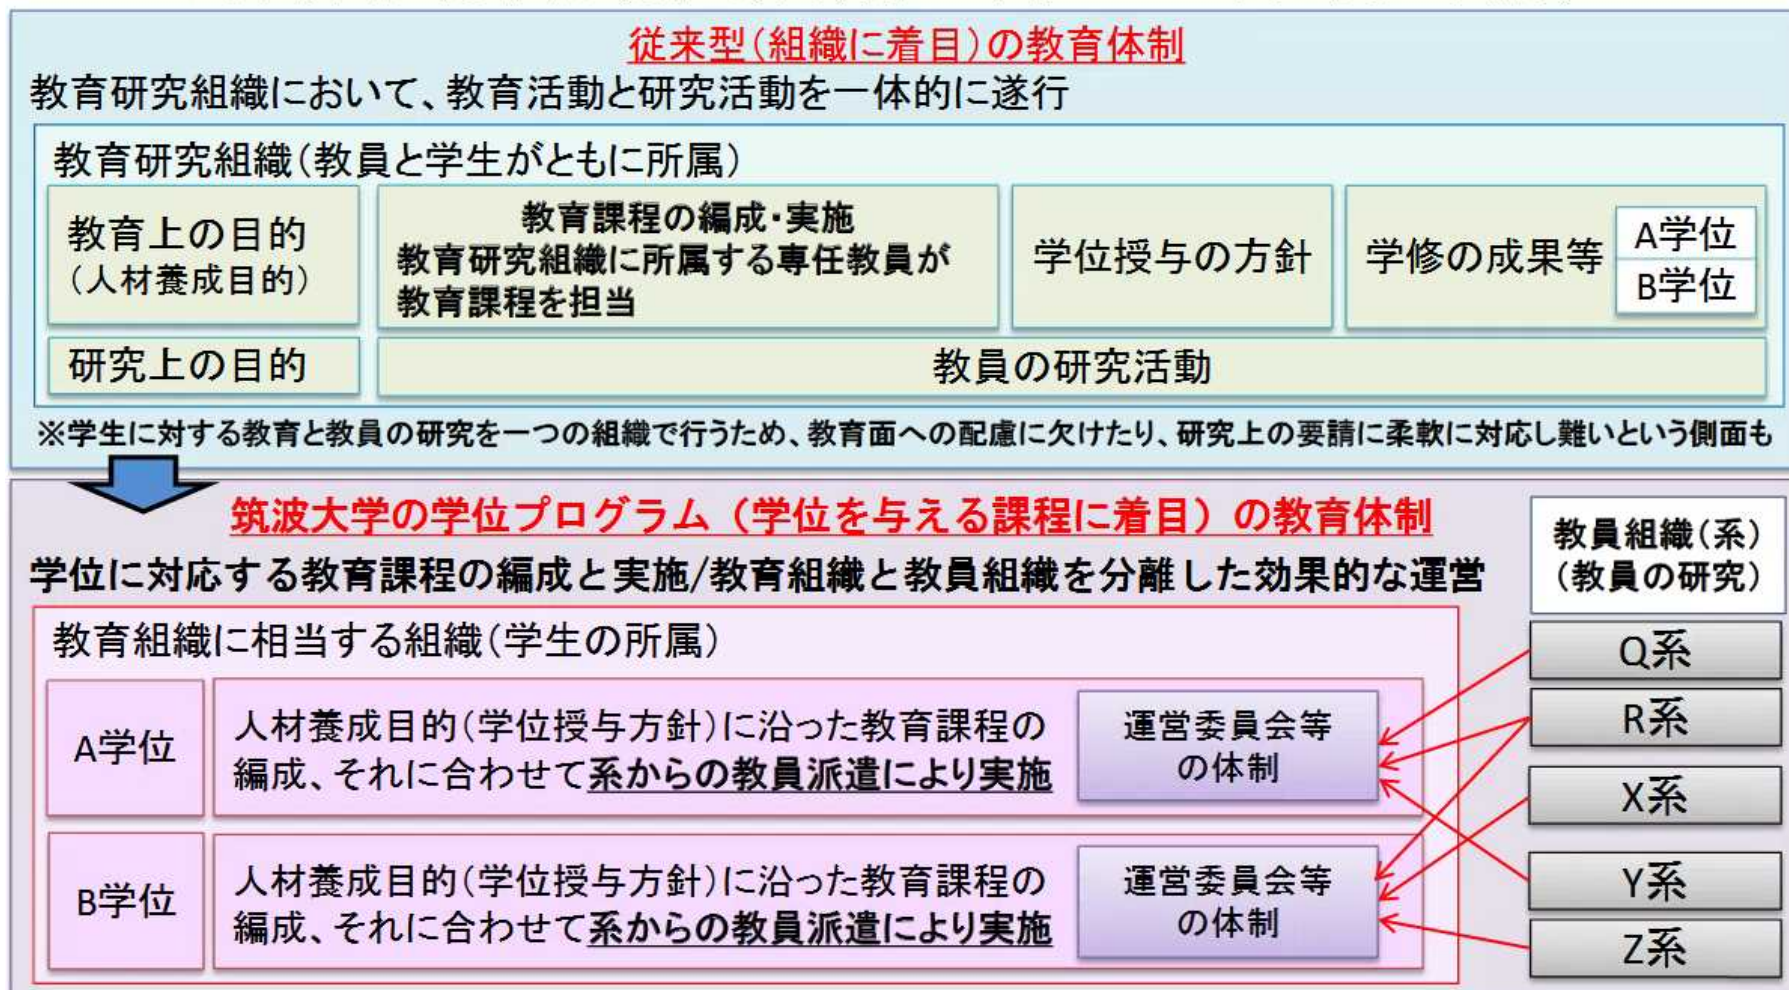 従来型(組織に着目)の教育体制
教育研究組織において、教育活動と研究活動を一体的に遂行
教育研究組織(教員と学生がともに所属)
教育上の目的
(人材養成目的)
教育課程の編成・実施
教育研究組織に所属する専任教員が
教育課程を担当
学位授与の方針
学修の成果等
A学位
B学位
研究上の目的
教員の研究活動
※学生に対する教育と教員の研究を一つの組織で行うため、教育面への配慮に欠けたり、研究上の要請に柔軟に対応し難いという側面も
筑波大学の学位プログラム(学位を与える課程に着目)の教育体制
学位に対応する教育課程の編成と実施/教育組織と教員組織を分離した効果的な運営
教員組織(系)
(教員の研究)
教育組織に相当する組織(学生の所属)
A学位
人材養成目的(学位授与方針)に沿った教育課程の
編成、それに合わせて系からの教員派遣により実施
運営委員会等
の体制
B学位
人材養成目的(学位授与方針)に沿った教育課程の
編成、それに合わせて系からの教員派遣により実施
運営委員会等
の体制
Q系
R系
X系
Y系
Z系